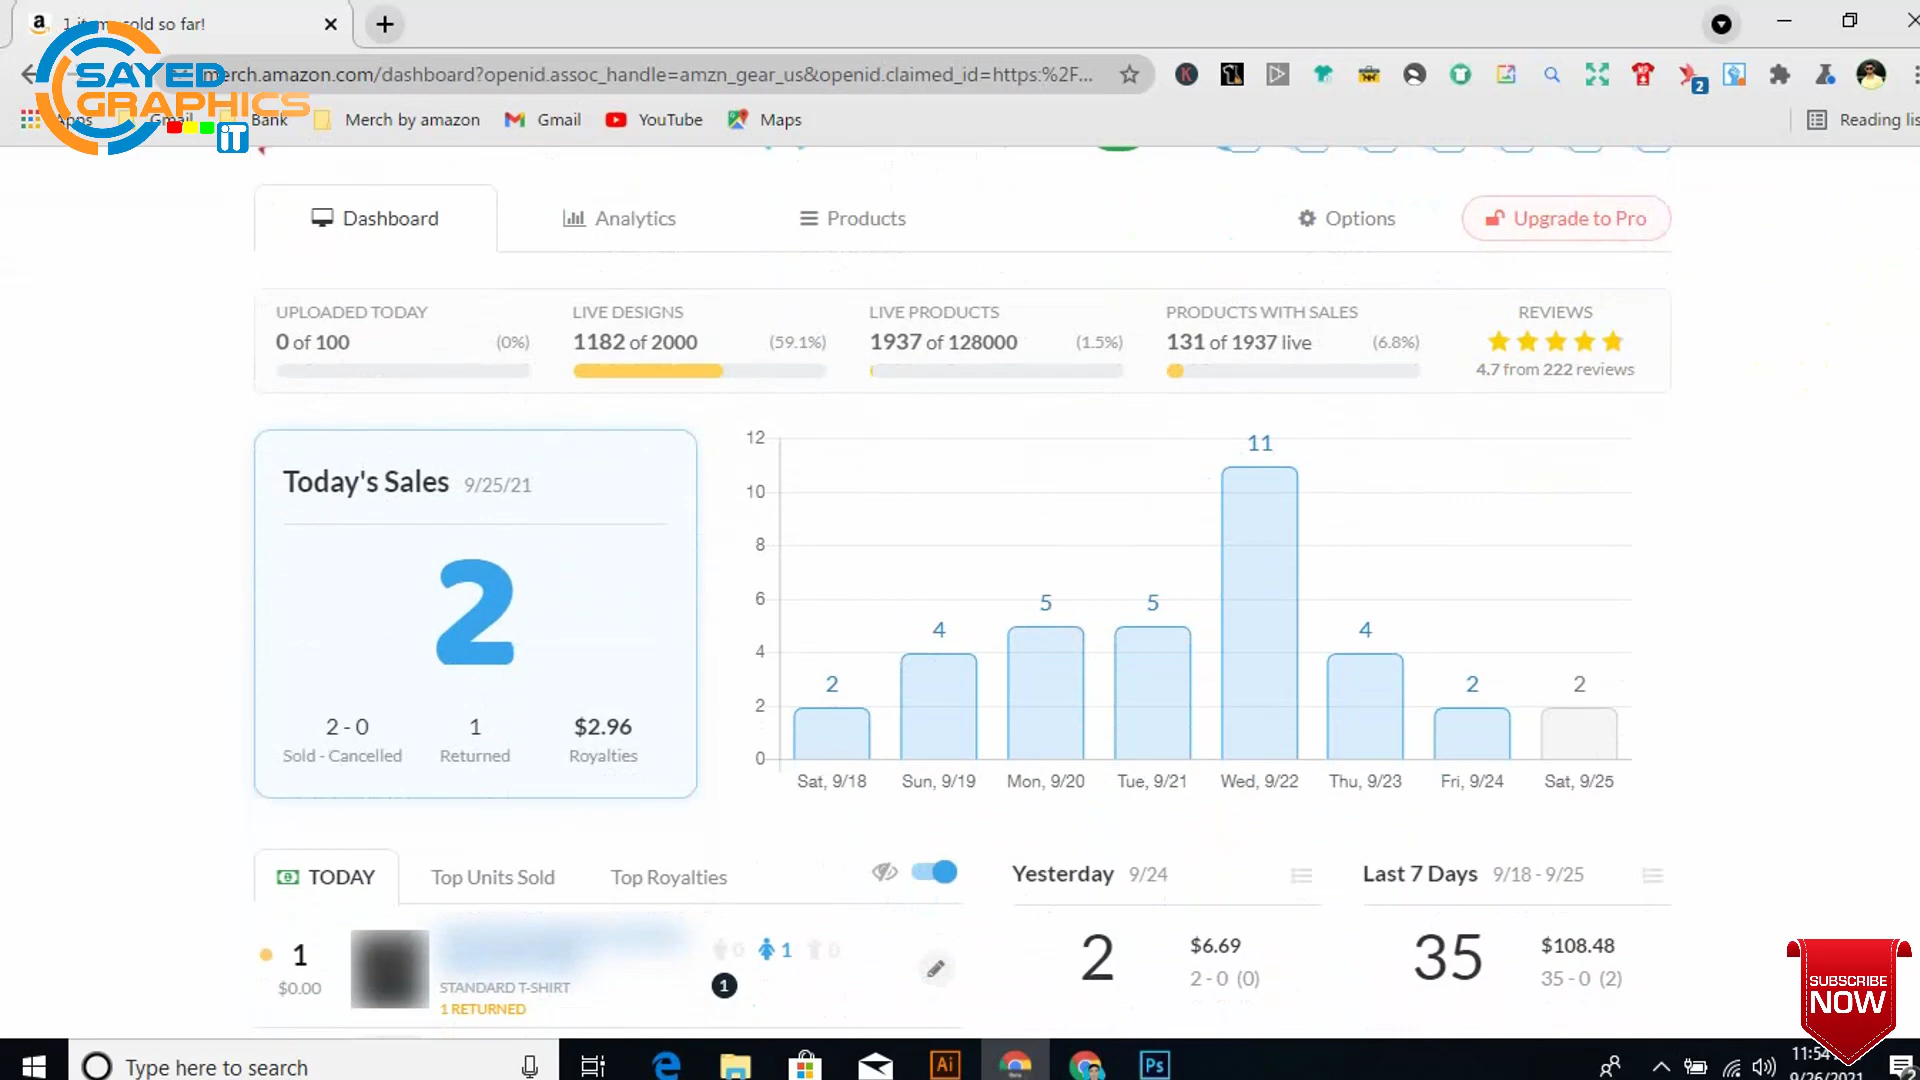 1 items sold so far!
SAYED
GRAPHICS
iT
merch.amazon.com/dashboard?openid.assoc_handle=amzn_gear_us&openid.claimed_id=https:%2F...
2
Apps
Gmail
Bank
Merch by amazon
Gmail
YouTube
Maps
Reading lis
Dashboard
Analytics
Products
Options
Upgrade to Pro
UPLOADED TODAY
0 of 100 (0%)
LIVE DESIGNS
1182 of 2000 (59.1%)
LIVE PRODUCTS
1937 of 128000 (1.5%)
PRODUCTS WITH SALES
131 of 1937 live (6.8%)
REVIEWS
4.7 from 222 reviews
Today's Sales 9/25/21
2
2 - 0
Sold - Cancelled
1
Returned
$2.96
Royalties
12
10
8
6
4
2
0
2
4
5
5
11
4
2
2
Sat, 9/18
Sun, 9/19
Mon, 9/20
Tue, 9/21
Wed, 9/22
Thu, 9/23
Fri, 9/24
Sat, 9/25
TODAY
Top Units Sold
Top Royalties
1
$0.00
STANDARD T-SHIRT
1 RETURNED
0
1
0
1
Yesterday 9/24
2
$6.69
2 - 0 (0)
Last 7 Days 9/18 - 9/25
35
$108.48
35 - 0 (2)
SUBSCRIBE
NOW
Type here to search
Ai
Ps
11:54
9/26/2021